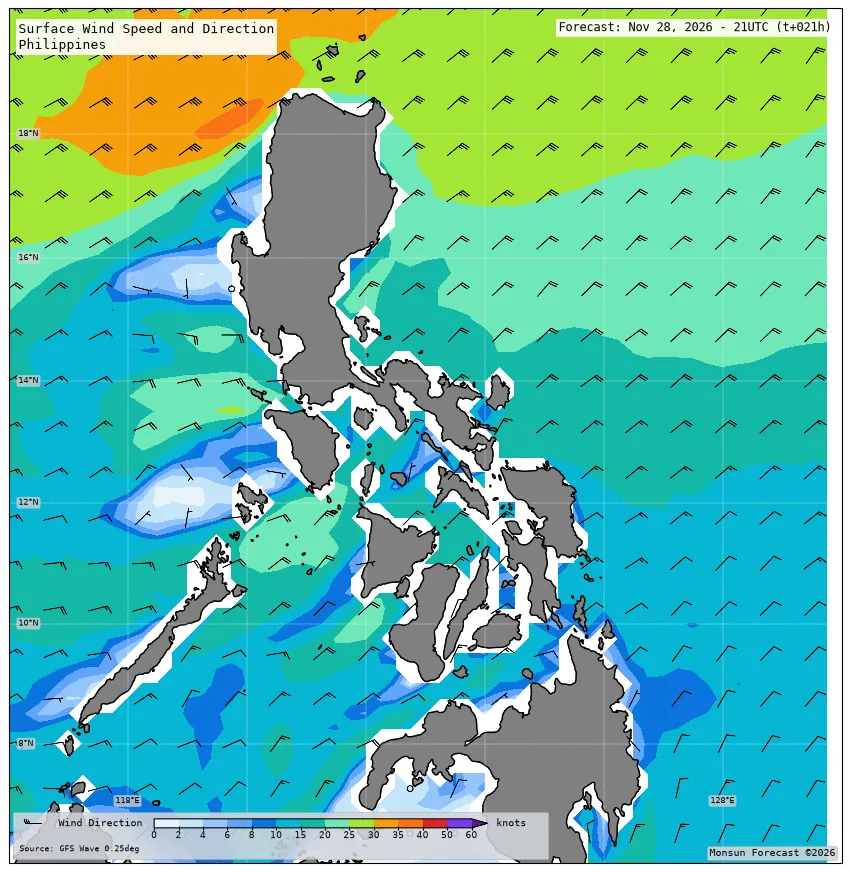 Surface Wind Speed and Direction
Philippines
Forecast: Nov 28, 2026 - 21UTC (t+021h)
18°N
16°N
14°N
12°N
10°N
8°N
118°E
128°E
Wind Direction
0 2 4 6 8 10 15 20 25 30 35 40 50 60
knots
Source: GFS Wave 0.25deg
Monsun Forecast ©2026